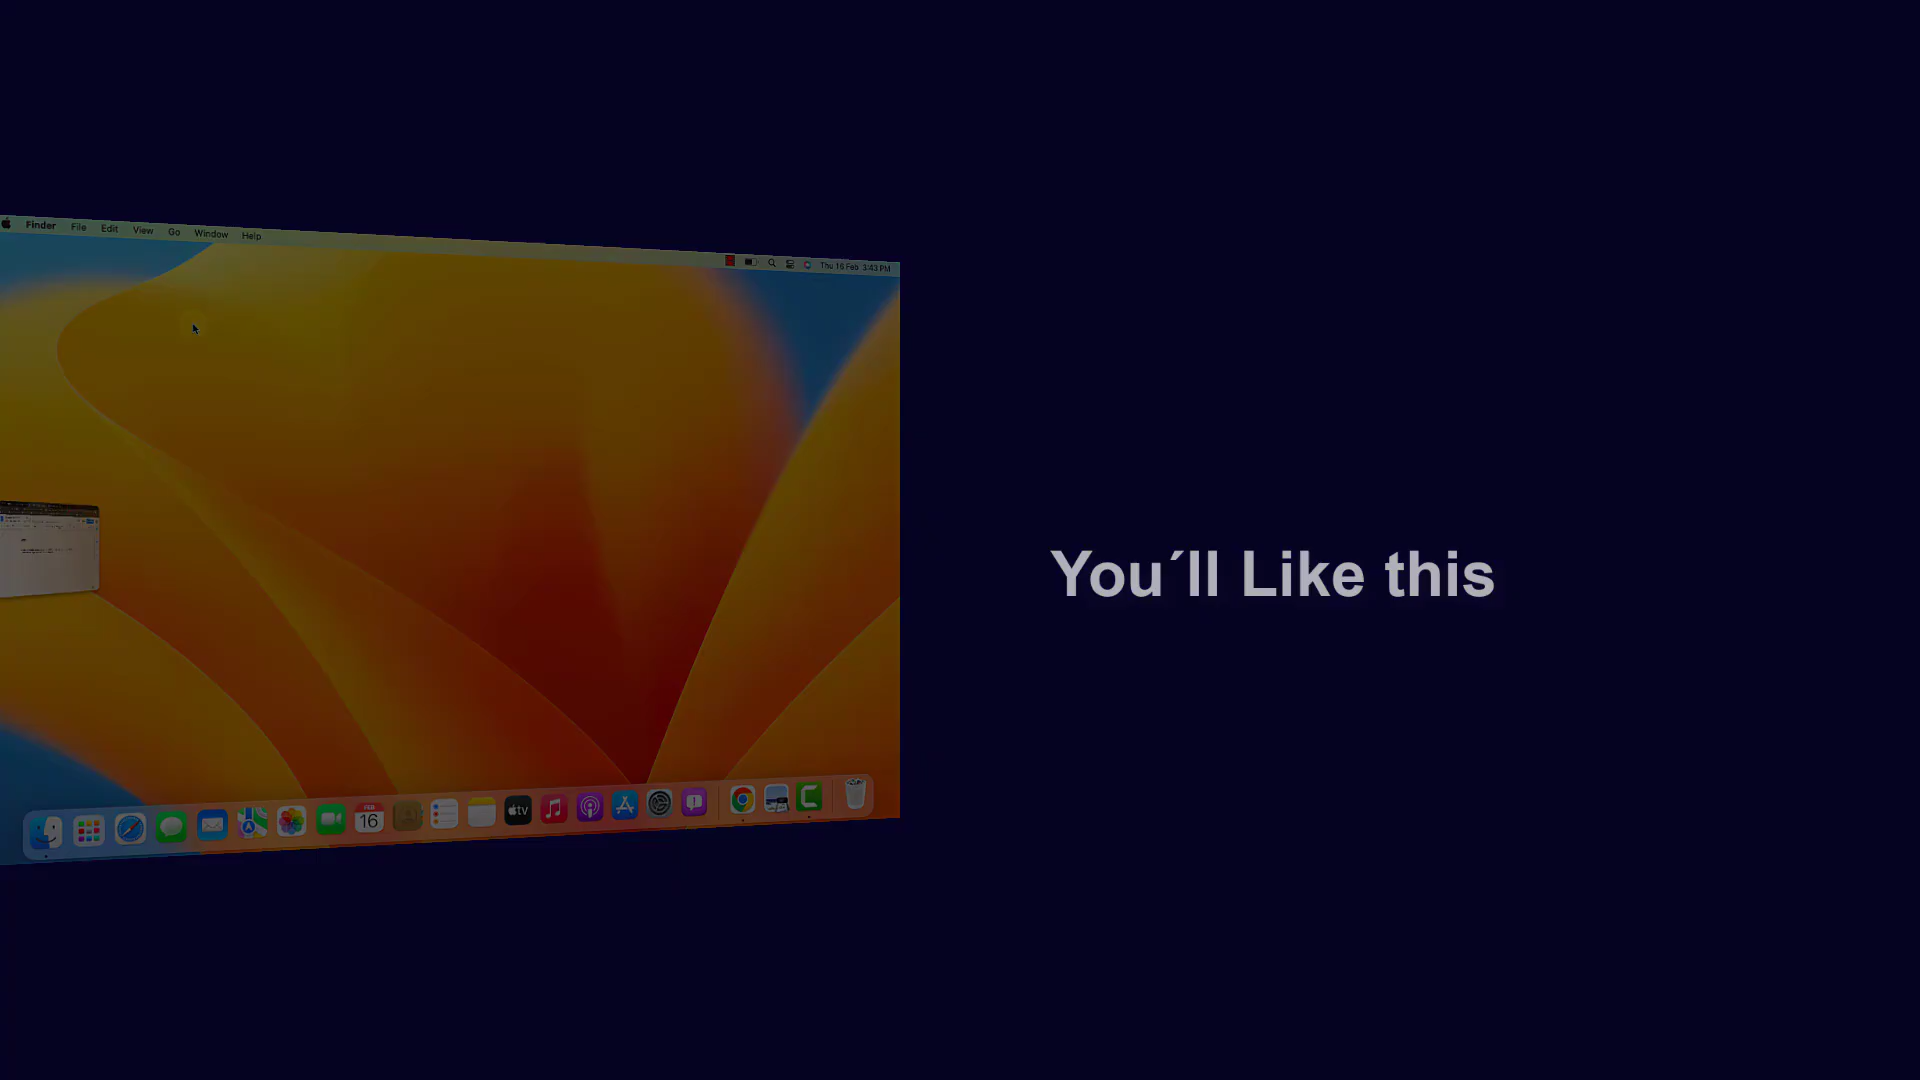 Finder File Edit View Go Window Help
Thu 16 Feb 3:43 PM
You´ll Like this
FEB
16
tv